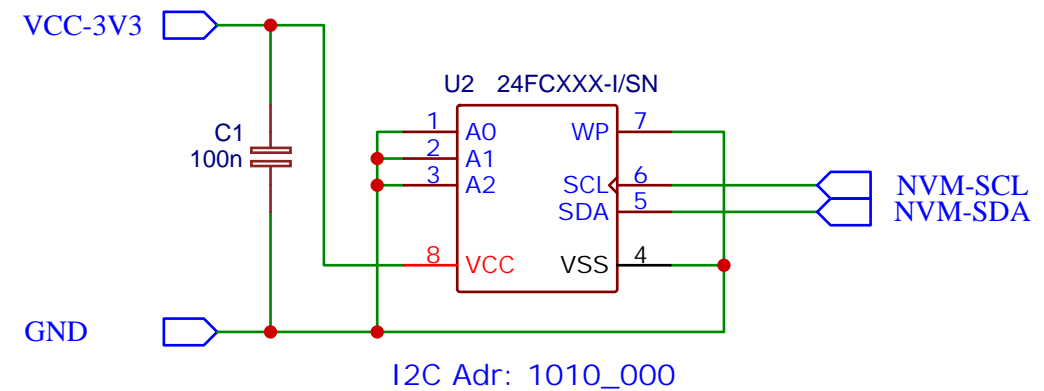 VCC-3V3
U2 24FCXXX-I/SN
C1
100n
1 A0 WP 7
2 A1
3 A2 SCL 6
SDA 5
8 VCC VSS 4
NVM-SCL
NVM-SDA
GND
I2C Adr: 1010_000